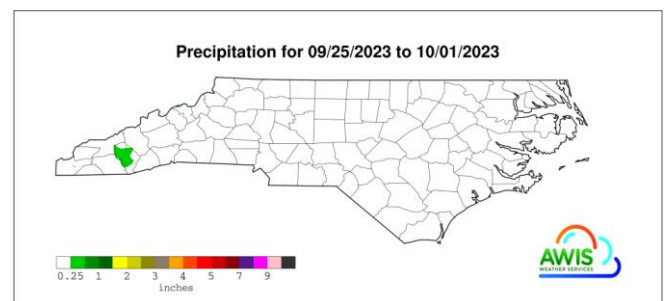 Precipitation for 09/25/2023 to 10/01/2023
0.25 1 2 3 4 5 7 9
inches
AWIS
WEATHER SERVICES